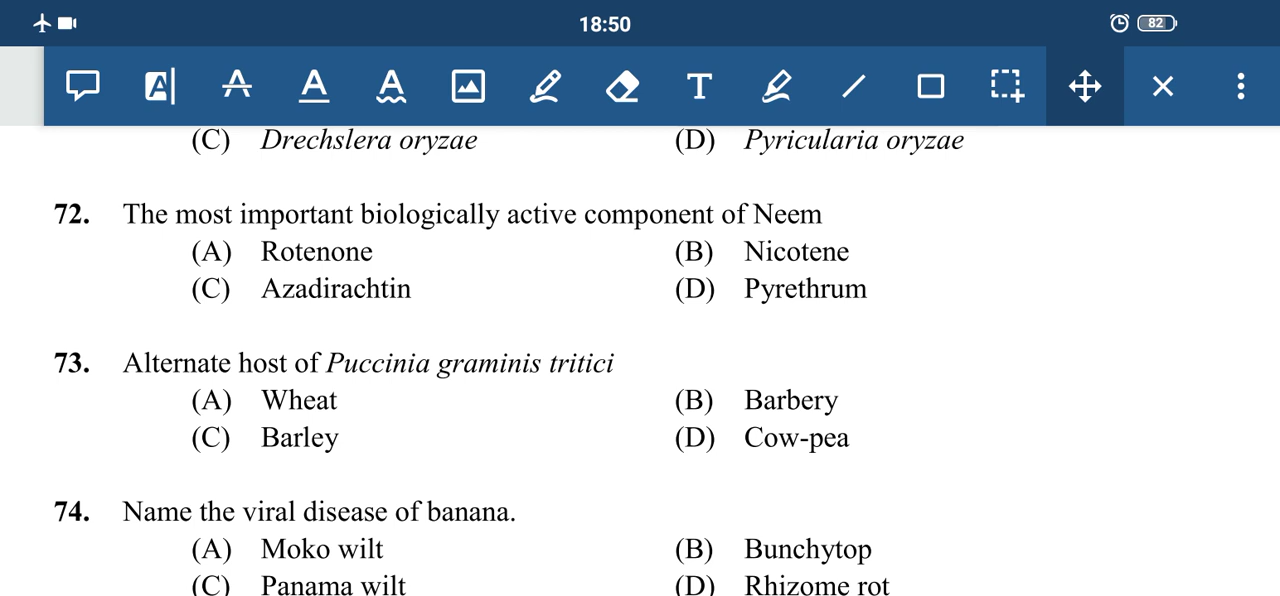 18:50
82
(C) Drechslera oryzae (D) Pyricularia oryzae
72. The most important biologically active component of Neem
(A) Rotenone (B) Nicotene
(C) Azadirachtin (D) Pyrethrum
73. Alternate host of Puccinia graminis tritici
(A) Wheat (B) Barbery
(C) Barley (D) Cow-pea
74. Name the viral disease of banana.
(A) Moko wilt (B) Bunchytop
(C) Panama wilt (D) Rhizome rot